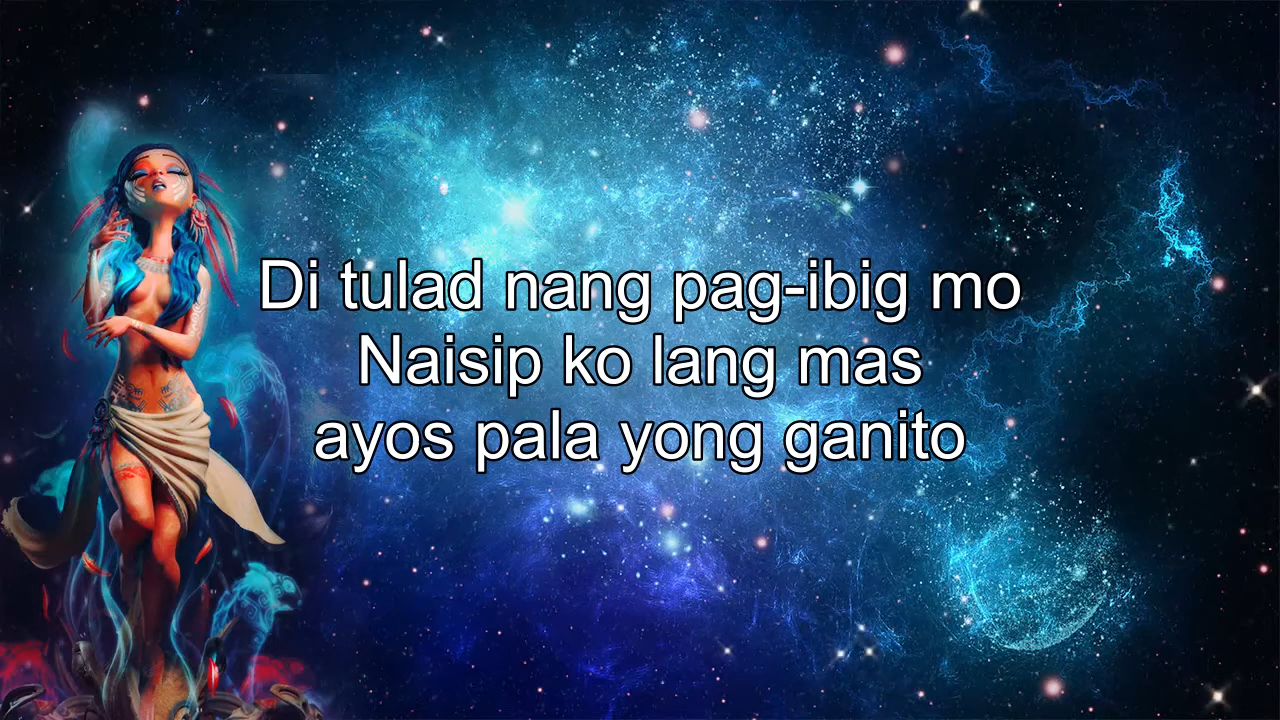 Di tulad nang pag-ibig mo
Naisip ko lang mas
ayos pala yong ganito